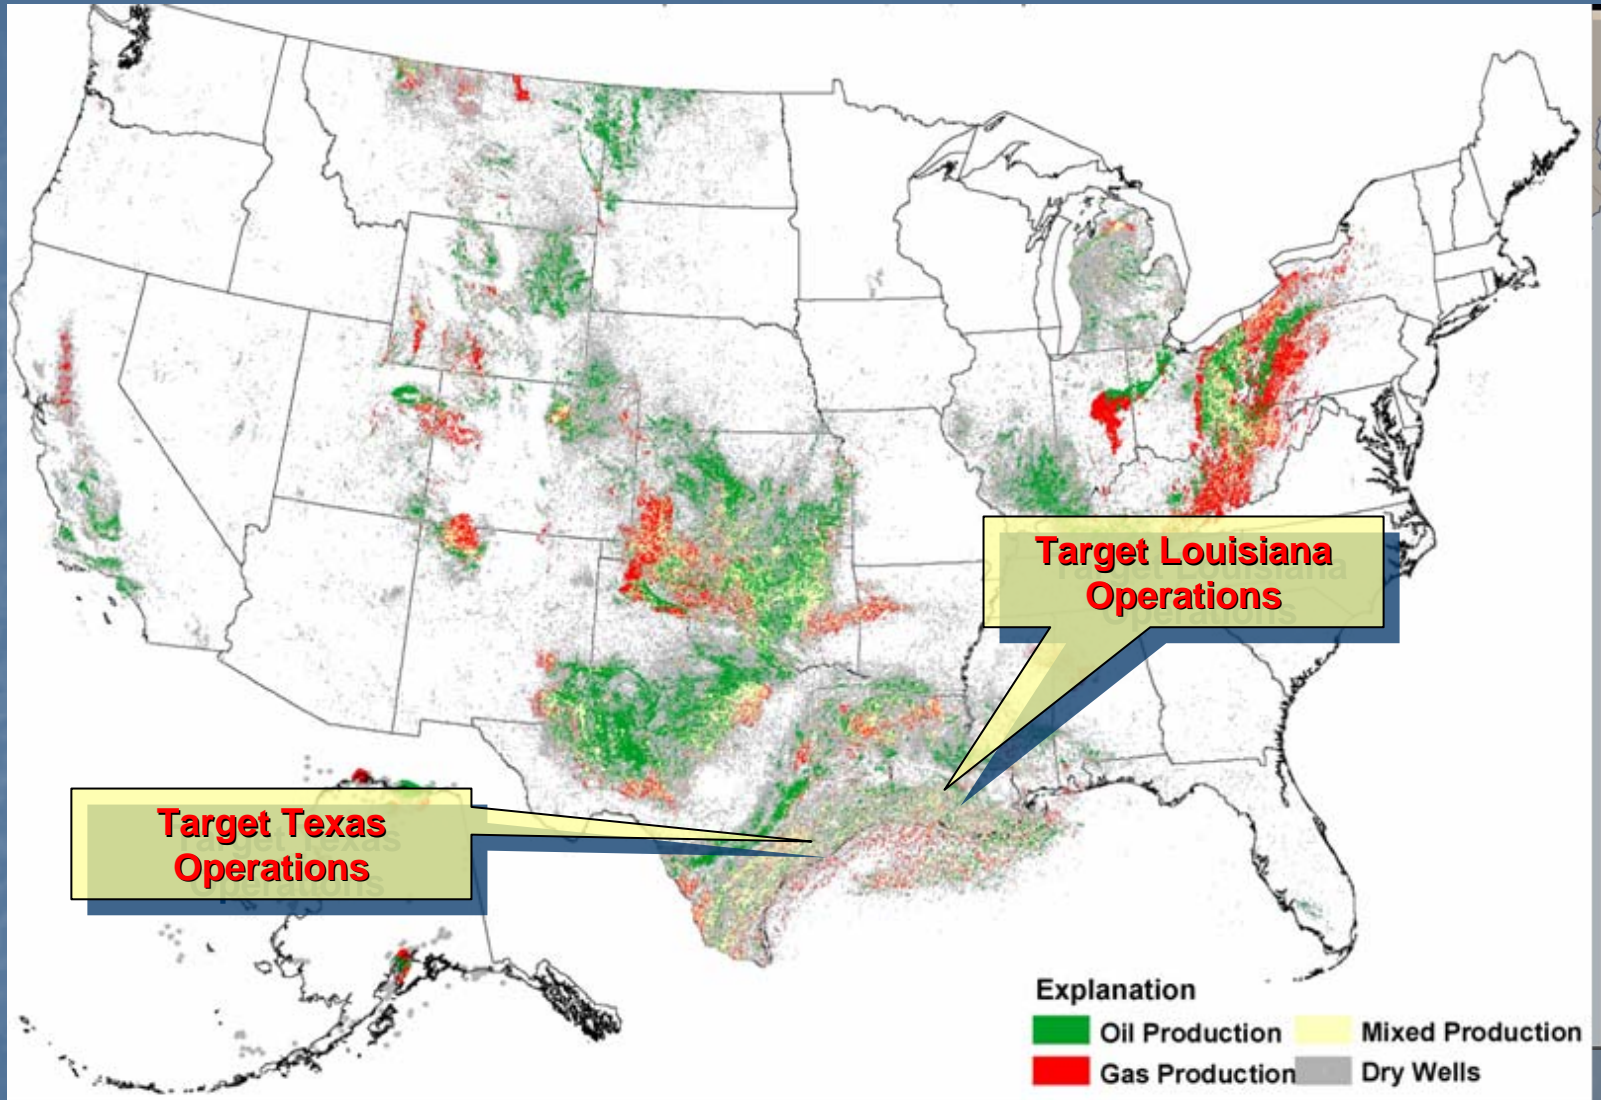 Target Louisiana
Operations
Target Texas
Operations
Explanation
Oil Production
Mixed Production
Gas Production
Dry Wells